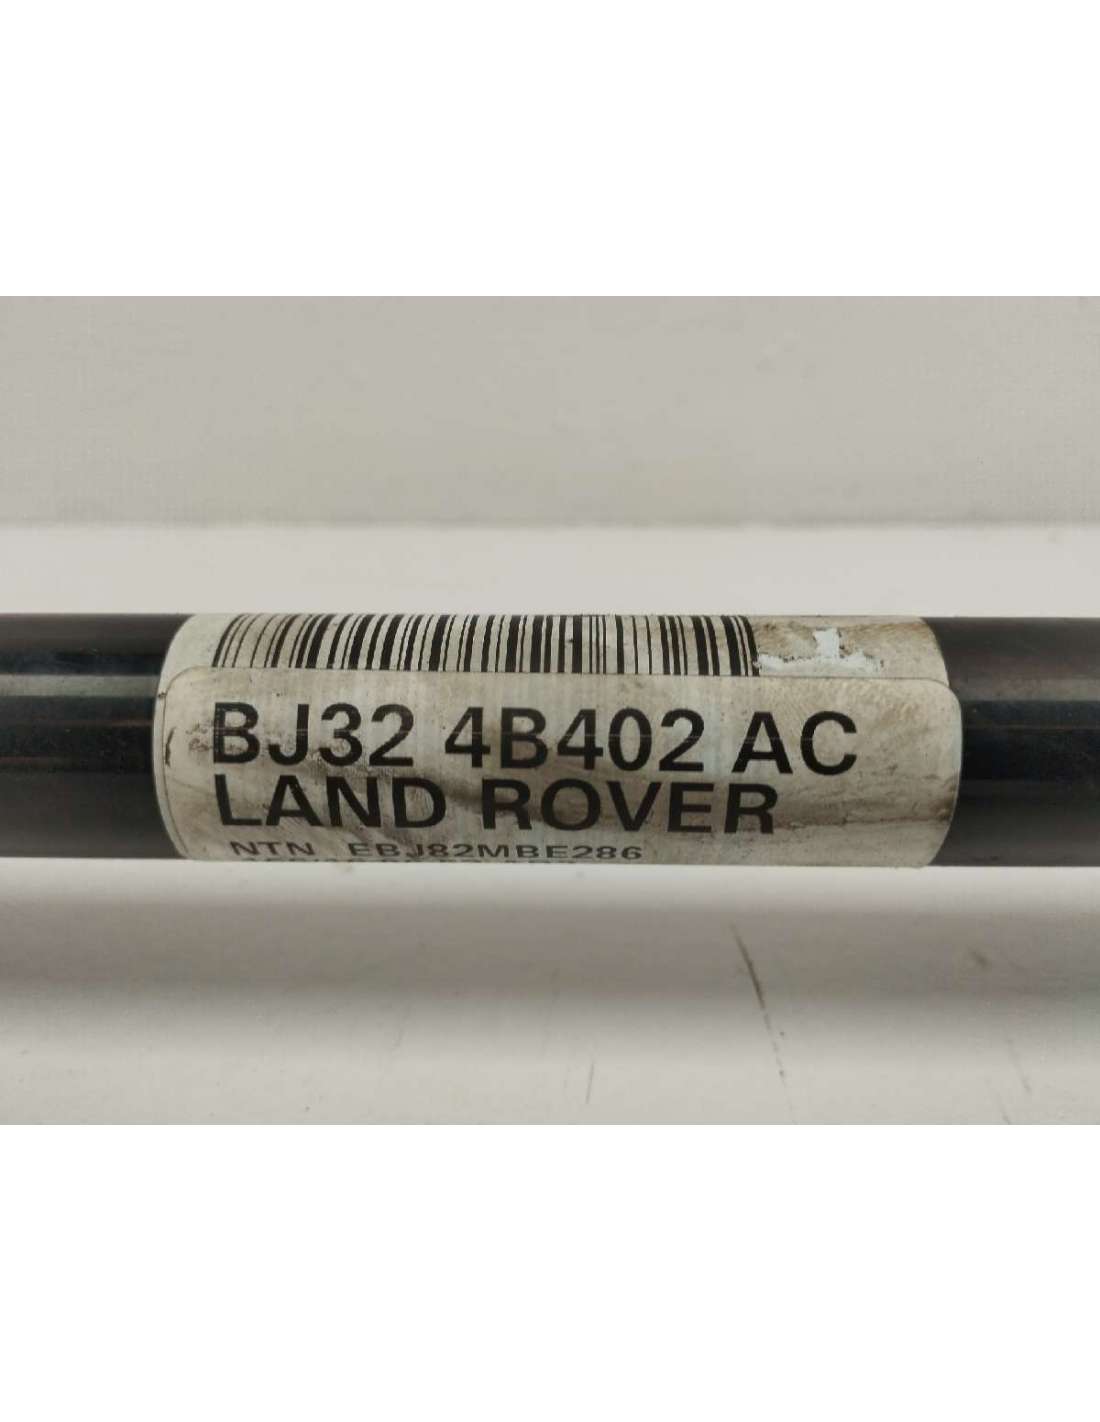 BJ32 4B402 AC
LAND ROVER
NTN EBJ82MBE286